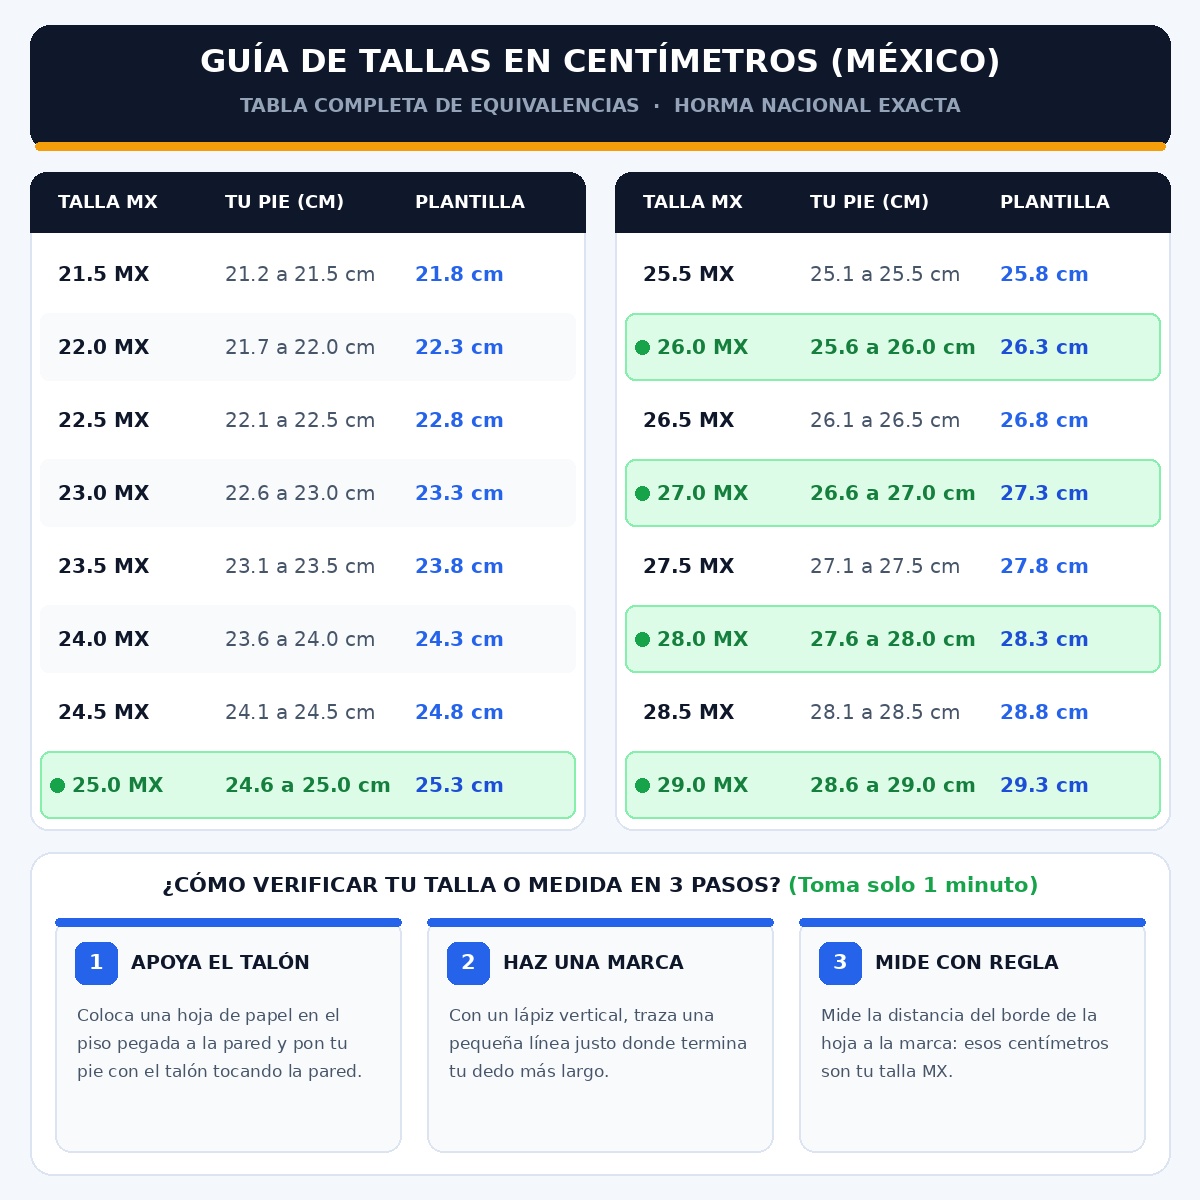 GUÍA DE TALLAS EN CENTÍMETROS (MÉXICO)
TABLA COMPLETA DE EQUIVALENCIAS · HORMA NACIONAL EXACTA
TALLA MX TU PIE (CM) PLANTILLA
21.5 MX 21.2 a 21.5 cm 21.8 cm
22.0 MX 21.7 a 22.0 cm 22.3 cm
22.5 MX 22.1 a 22.5 cm 22.8 cm
23.0 MX 22.6 a 23.0 cm 23.3 cm
23.5 MX 23.1 a 23.5 cm 23.8 cm
24.0 MX 23.6 a 24.0 cm 24.3 cm
24.5 MX 24.1 a 24.5 cm 24.8 cm
25.0 MX 24.6 a 25.0 cm 25.3 cm
TALLA MX TU PIE (CM) PLANTILLA
25.5 MX 25.1 a 25.5 cm 25.8 cm
26.0 MX 25.6 a 26.0 cm 26.3 cm
26.5 MX 26.1 a 26.5 cm 26.8 cm
27.0 MX 26.6 a 27.0 cm 27.3 cm
27.5 MX 27.1 a 27.5 cm 27.8 cm
28.0 MX 27.6 a 28.0 cm 28.3 cm
28.5 MX 28.1 a 28.5 cm 28.8 cm
29.0 MX 28.6 a 29.0 cm 29.3 cm
¿CÓMO VERIFICAR TU TALLA O MEDIDA EN 3 PASOS? (Toma solo 1 minuto)
1 APOYA EL TALÓN
Coloca una hoja de papel en el
piso pegada a la pared y pon tu
pie con el talón tocando la pared.
2 HAZ UNA MARCA
Con un lápiz vertical, traza una
pequeña línea justo donde termina
tu dedo más largo.
3 MIDE CON REGLA
Mide la distancia del borde de la
hoja a la marca: esos centímetros
son tu talla MX.